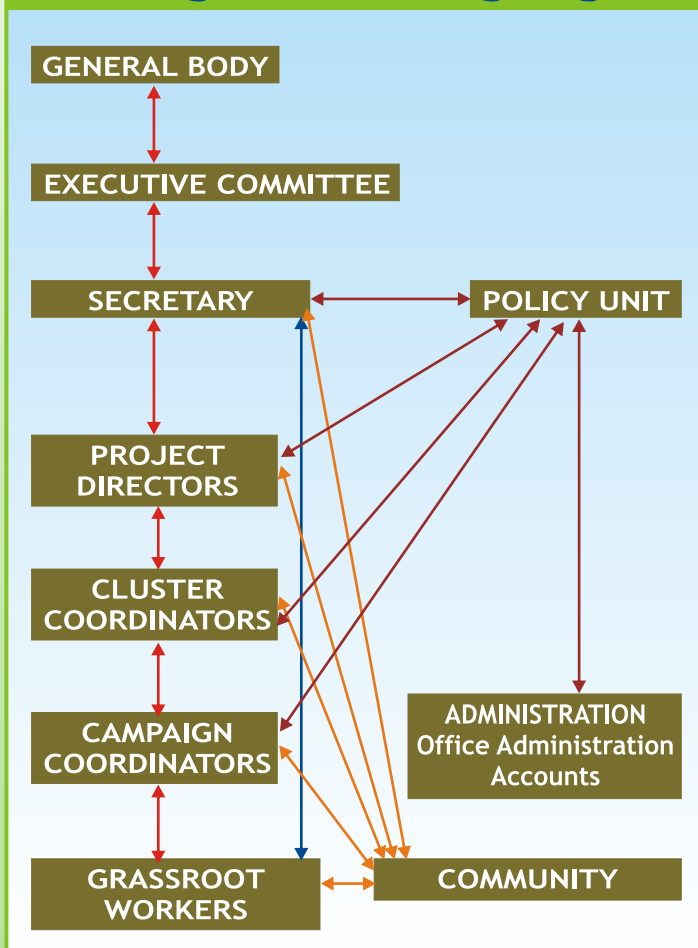 GENERAL BODY
EXECUTIVE COMMITTEE
SECRETARY
POLICY UNIT
PROJECT
DIRECTORS
CLUSTER
COORDINATORS
CAMPAIGN
COORDINATORS
ADMINISTRATION
Office Administration
Accounts
GRASSROOT
WORKERS
COMMUNITY